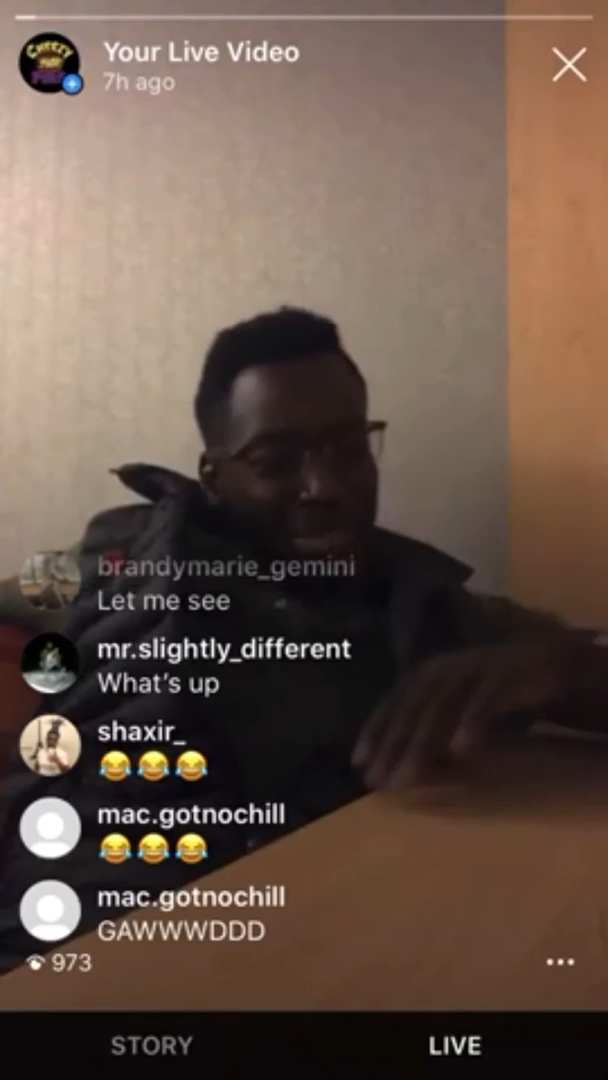 Your Live Video
7h ago
brandymarie_gemini
Let me see
mr.slightly_different
What's up
shaxir_
😂😂😂
mac.gotnochill
😂😂😂
mac.gotnochill
GAWWWDDD
973
STORY LIVE